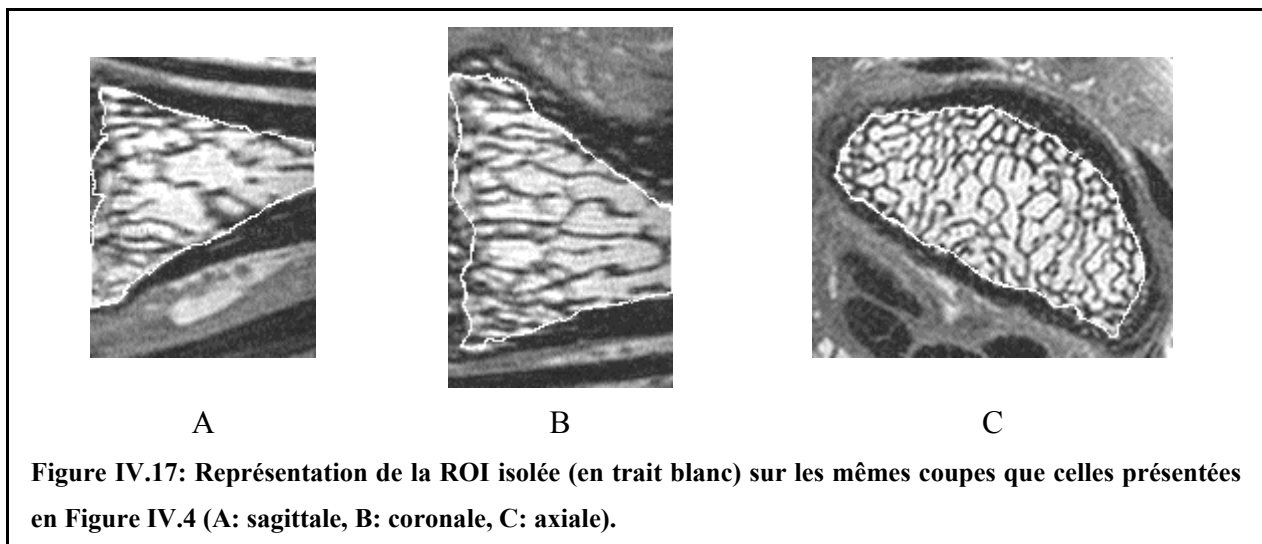 A B C
Figure IV.17: Représentation de la ROI isolée (en trait blanc) sur les mêmes coupes que celles présentées
en Figure IV.4 (A: sagittale, B: coronale, C: axiale).